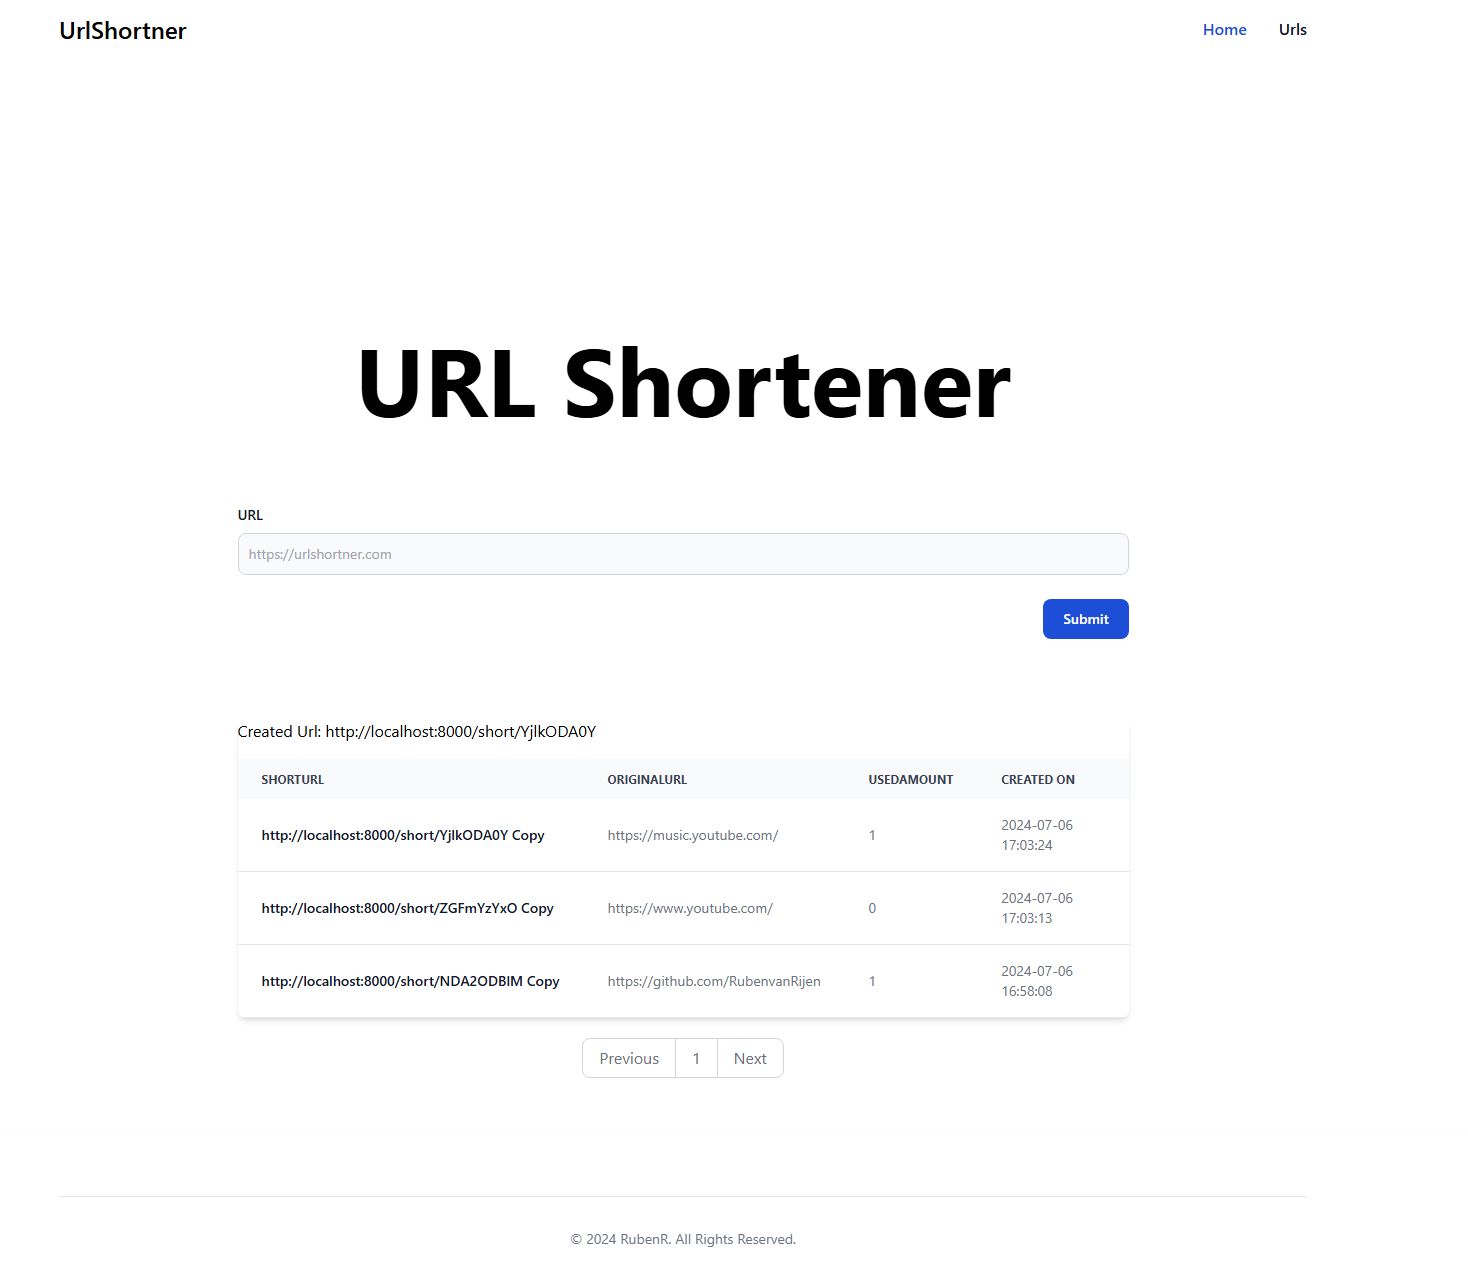 UrlShortner
Home Urls
URL Shortener
URL
https://urlshortner.com
Submit
Created Url: http://localhost:8000/short/YjlkODA0Y
SHORTURL ORIGINALURL USEDAMOUNT CREATED ON
http://localhost:8000/short/YjlkODA0Y Copy https://music.youtube.com/ 1 2024-07-06
17:03:24
http://localhost:8000/short/ZGFmYzYxO Copy https://www.youtube.com/ 0 2024-07-06
17:03:13
http://localhost:8000/short/NDA2ODBlM Copy https://github.com/RubenvanRijen 1 2024-07-06
16:58:08
Previous 1 Next
© 2024 RubenR. All Rights Reserved.